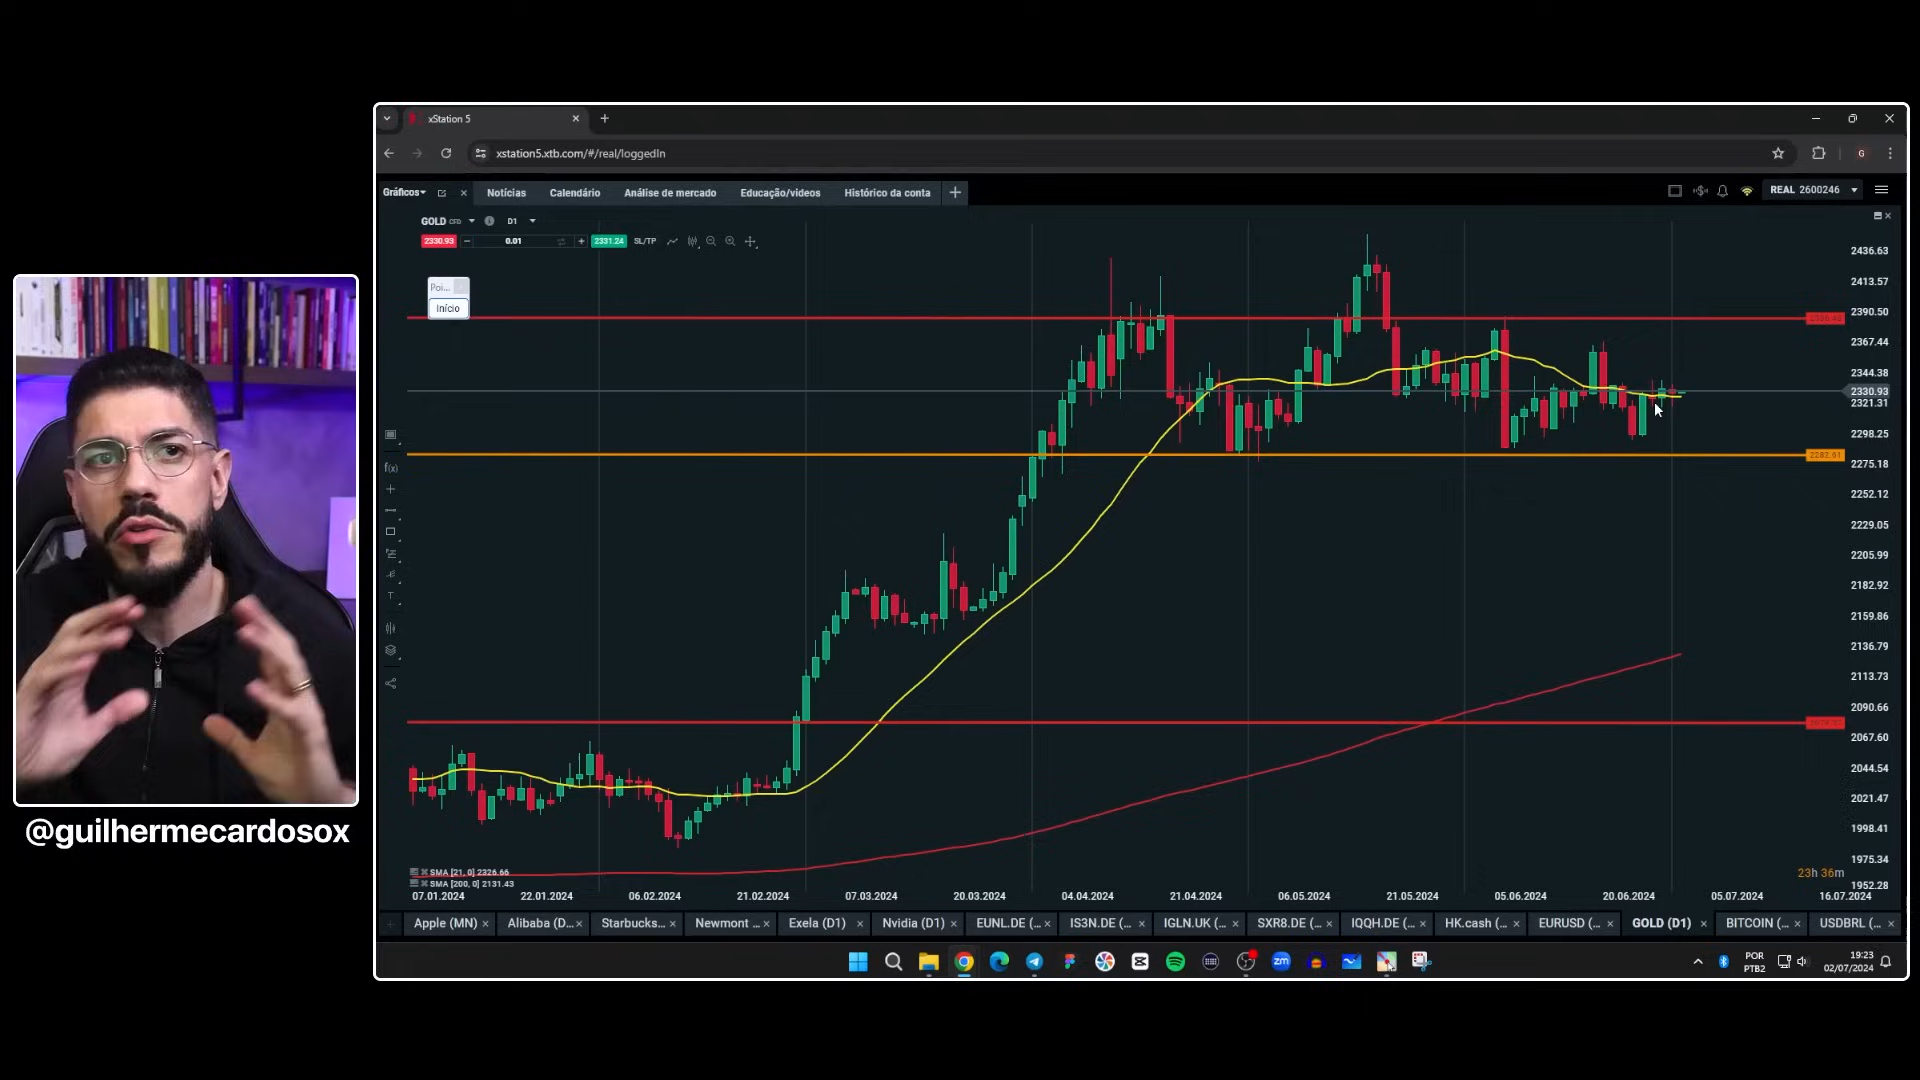 xStation 5
xstation5.xtb.com/#/real/loggedIn
G
Gráficos
Notícias
Calendário
Análise de mercado
Educação/videos
Histórico da conta
REAL 2600246
GOLD CFD
D1
2330.93
0.01
2331.24
SL/TP
Poi...
Início
2436.63
2413.57
2390.50
2367.44
2344.38
2330.93
2321.31
2298.25
2282.61
2275.18
2252.12
2229.05
2205.99
2182.92
2159.86
2136.79
2113.73
2090.66
2067.60
2044.54
2021.47
1998.41
1975.34
1952.28
f(x)
T
@guilhermecardosox
SMA [21, 0] 2326.66
SMA [200, 0] 2131.43
23h 36m
07.01.2024
22.01.2024
06.02.2024
21.02.2024
07.03.2024
20.03.2024
04.04.2024
21.04.2024
06.05.2024
21.05.2024
05.06.2024
20.06.2024
05.07.2024
16.07.2024
Apple (MN)
Alibaba (D...
Starbucks...
Newmont ...
Exela (D1)
Nvidia (D1)
EUNL.DE (...
IS3N.DE (...
IGLN.UK (...
SXR8.DE (...
IQQH.DE (...
HK.cash (...
EURUSD (...
GOLD (D1)
BITCOIN (...
USDBRL (...
zm
POR
PTB2
19:23
02/07/2024